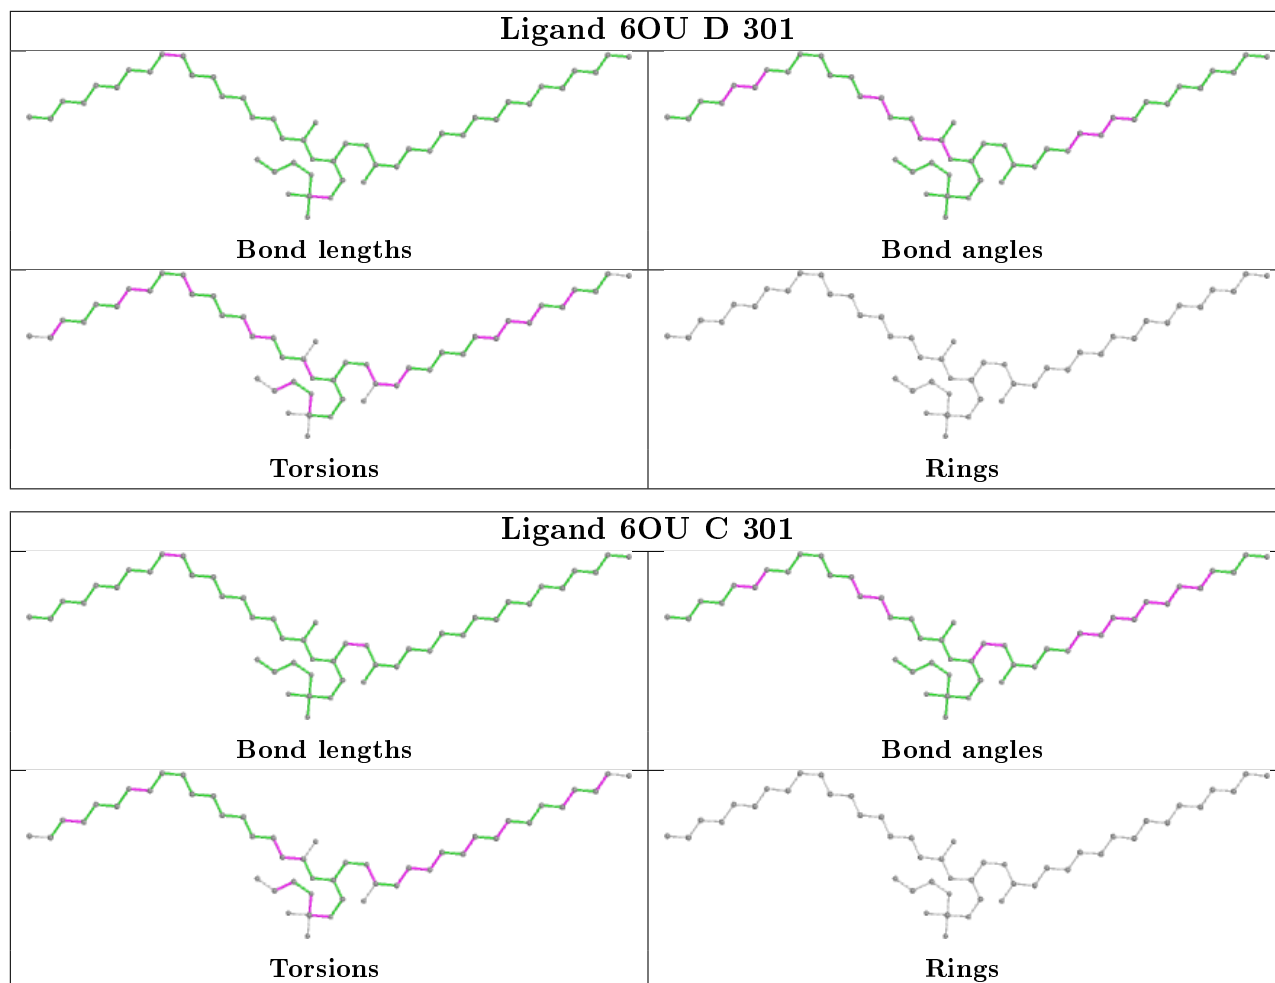 Ligand 6OU D 301
Bond lengths
Bond angles
Torsions
Rings
Ligand 6OU C 301
Bond lengths
Bond angles
Torsions
Rings